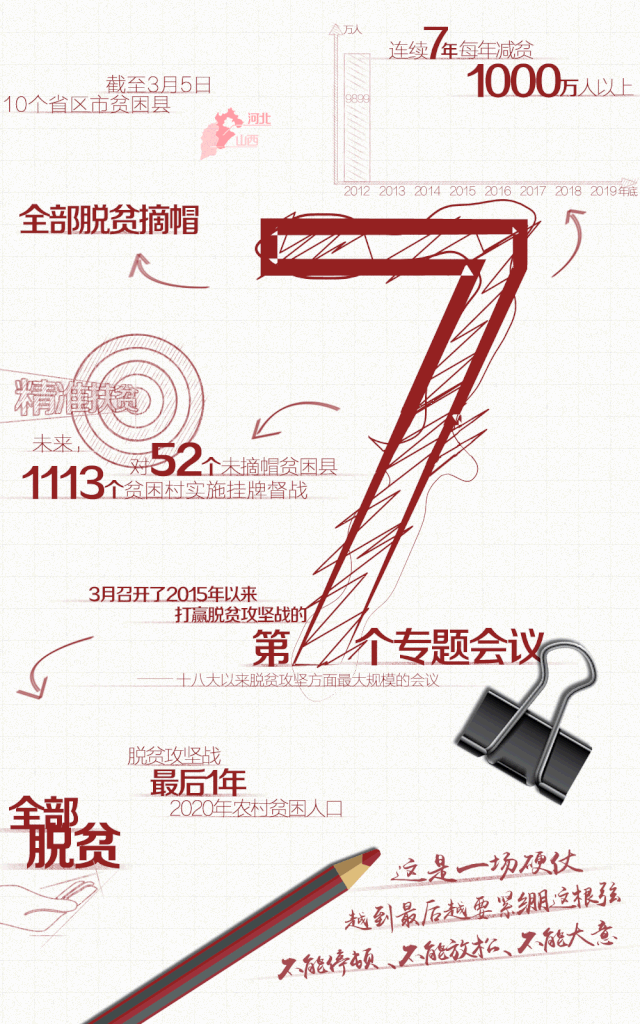 万人
连续7年每年减贫
1000万人以上
9899
2012 2013 2014 2015 2016 2017 2018 2019年底
截至3月5日
10个省区市贫困县
河北
山西
全部脱贫摘帽
精准扶贫
未来，
对52个未摘帽贫困县
1113个贫困村实施挂牌督战
3月召开了2015年以来
打赢脱贫攻坚战的
第7个专题会议
——十八大以来脱贫攻坚方面最大规模的会议
脱贫攻坚战
最后1年
2020年农村贫困人口
全部
脱贫
这是一场硬仗
越到最后越要紧绷这根弦
不能停顿、不能放松、不能大意